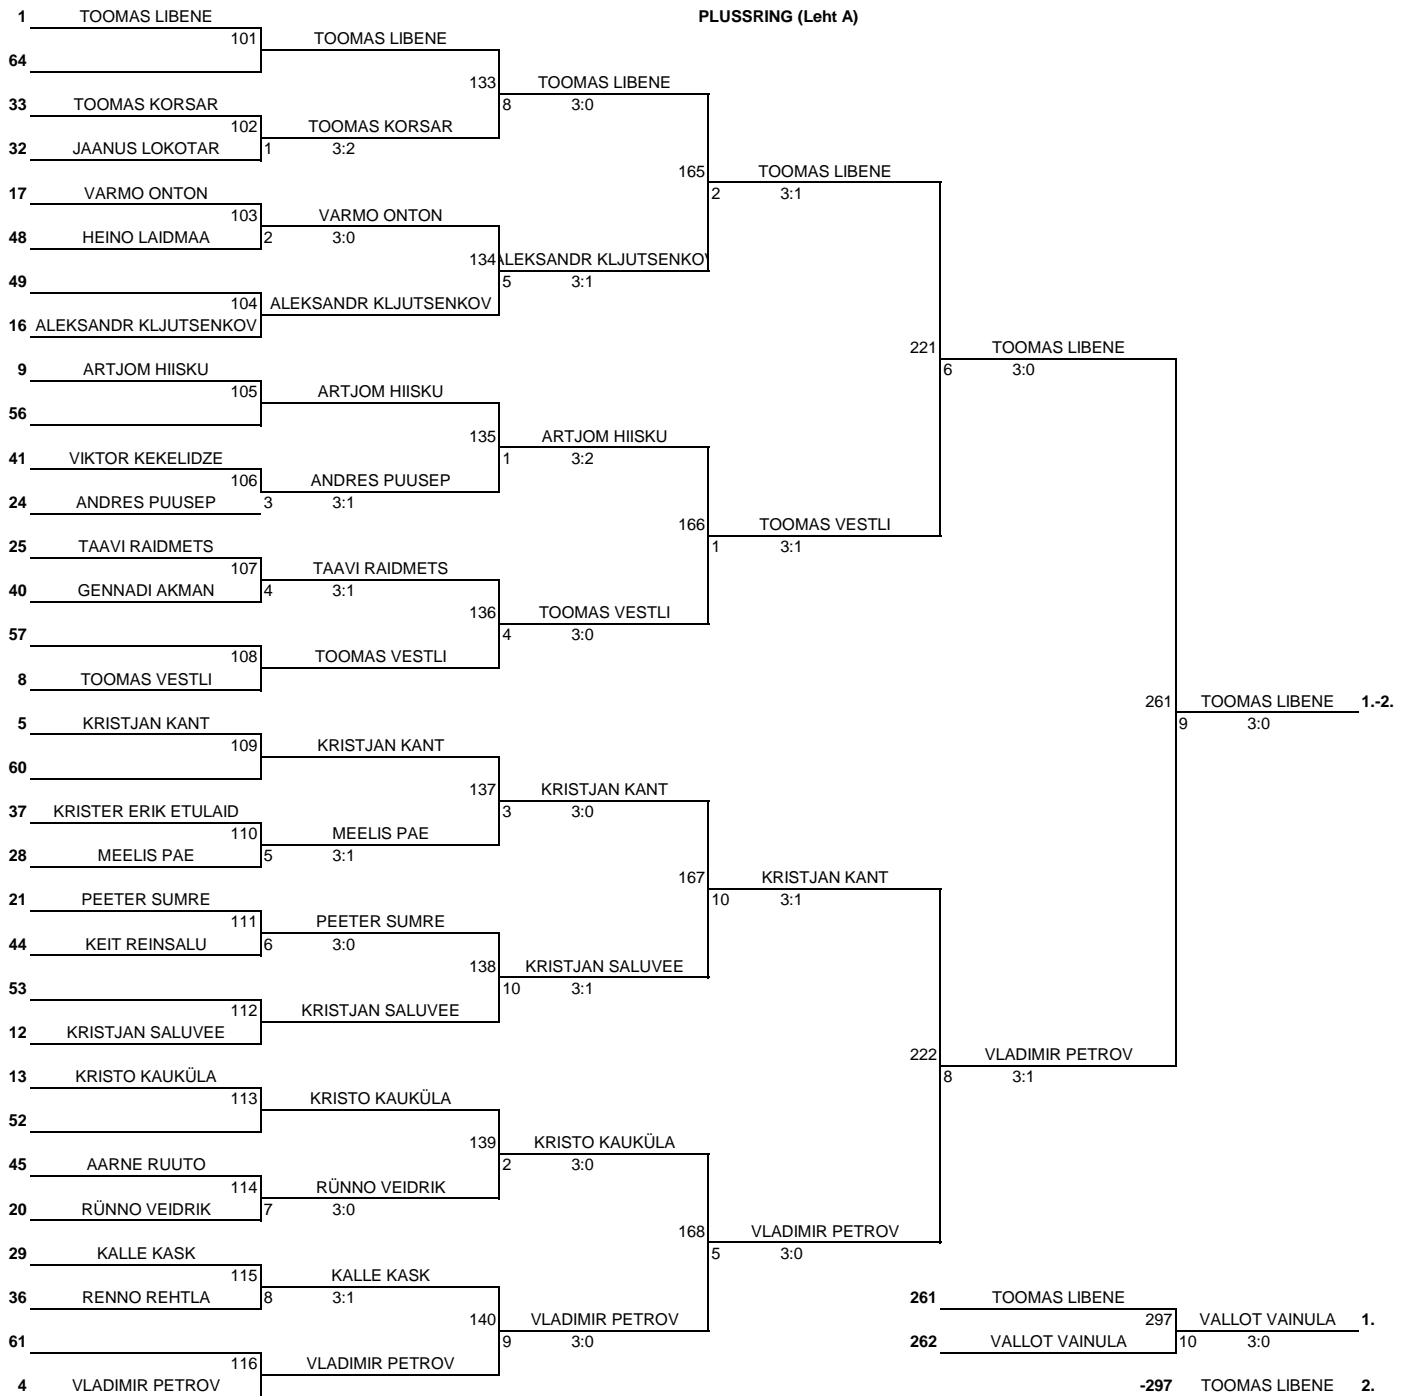 1 TOOMAS LIBENE PLUSSRING (Leht A)
101 TOOMAS LIBENE
64
133 TOOMAS LIBENE
8 3:0
33 TOOMAS KORSAR
102 TOOMAS KORSAR
32 JAANUS LOKOTAR 1 3:2
165 TOOMAS LIBENE
2 3:1
17 VARMO ONTON
103 VARMO ONTON
48 HEINO LAIDMAA 2 3:0
134 ALEKSANDR KLJUTSENKOV
5 3:1
49
104 ALEKSANDR KLJUTSENKOV
16 ALEKSANDR KLJUTSENKOV
221 TOOMAS LIBENE
6 3:0
9 ARTJOM HIISKU
105 ARTJOM HIISKU
56
135 ARTJOM HIISKU
1 3:2
41 VIKTOR KEKELIDZE
106 ANDRES PUUSEP
24 ANDRES PUUSEP 3 3:1
166 TOOMAS VESTLI
1 3:1
25 TAAVI RAIDMETS
107 TAAVI RAIDMETS
40 GENNADI AKMAN 4 3:1
136 TOOMAS VESTLI
4 3:0
57
108 TOOMAS VESTLI
8 TOOMAS VESTLI
261 TOOMAS LIBENE 1.-2.
9 3:0
5 KRISTJAN KANT
109 KRISTJAN KANT
60
137 KRISTJAN KANT
3 3:0
37 KRISTER ERIK ETULAID
110 MEELIS PAE
28 MEELIS PAE 5 3:1
167 KRISTJAN KANT
10 3:1
21 PEETER SUMRE
111 PEETER SUMRE
44 KEIT REINSALU 6 3:0
138 KRISTJAN SALUVEE
10 3:1
53
112 KRISTJAN SALUVEE
12 KRISTJAN SALUVEE
222 VLADIMIR PETROV
8 3:1
13 KRISTO KAUKÜLA
113 KRISTO KAUKÜLA
52
139 KRISTO KAUKÜLA
2 3:0
45 AARNE RUUTO
114 RÜNNO VEIDRIK
20 RÜNNO VEIDRIK 7 3:0
168 VLADIMIR PETROV
5 3:0
29 KALLE KASK
115 KALLE KASK
36 RENNO REHTLA 8 3:1
261 TOOMAS LIBENE
140 VLADIMIR PETROV 297 VALLOT VAINULA 1.
9 3:0 262 VALLOT VAINULA 10 3:0
61
116 VLADIMIR PETROV
4 VLADIMIR PETROV -297 TOOMAS LIBENE 2.